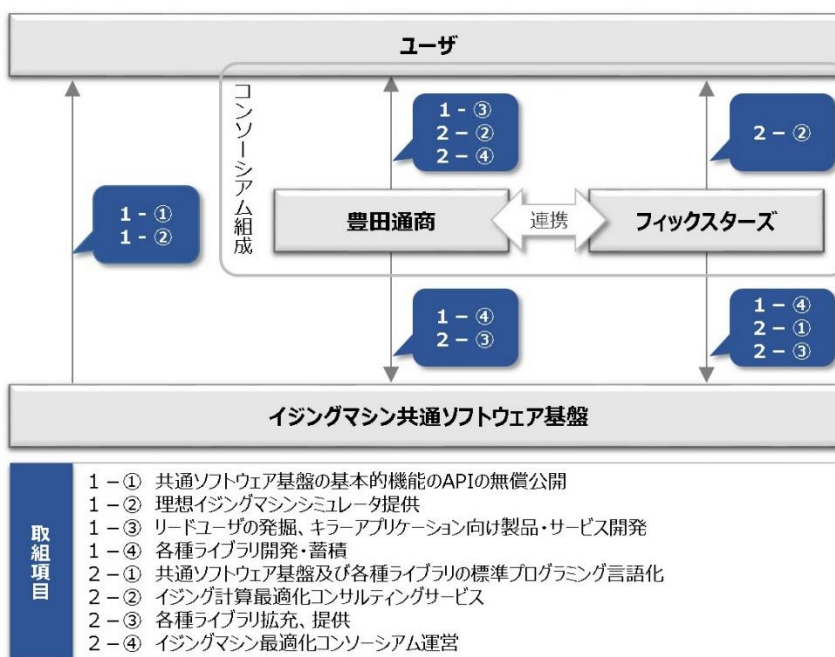 ユーザ
コンソーシアム組成
1 - ③
2 - ②
2 - ④
2 - ②
1 - ①
1 - ②
豊田通商
連携
フィックスターズ
1 - ④
2 - ③
1 - ④
2 - ①
2 - ③
イジングマシン共通ソフトウェア基盤
取組項目
1 - ① 共通ソフトウェア基盤の基本的機能のAPIの無償公開
1 - ② 理想イジングマシンシミュレータ提供
1 - ③ リードユーザの発掘、キラーアプリケーション向け製品・サービス開発
1 - ④ 各種ライブラリ開発・蓄積
2 - ① 共通ソフトウェア基盤及び各種ライブラリの標準プログラミング言語化
2 - ② イジング計算最適化コンサルティングサービス
2 - ③ 各種ライブラリ拡充、提供
2 - ④ イジングマシン最適化コンソーシアム運営